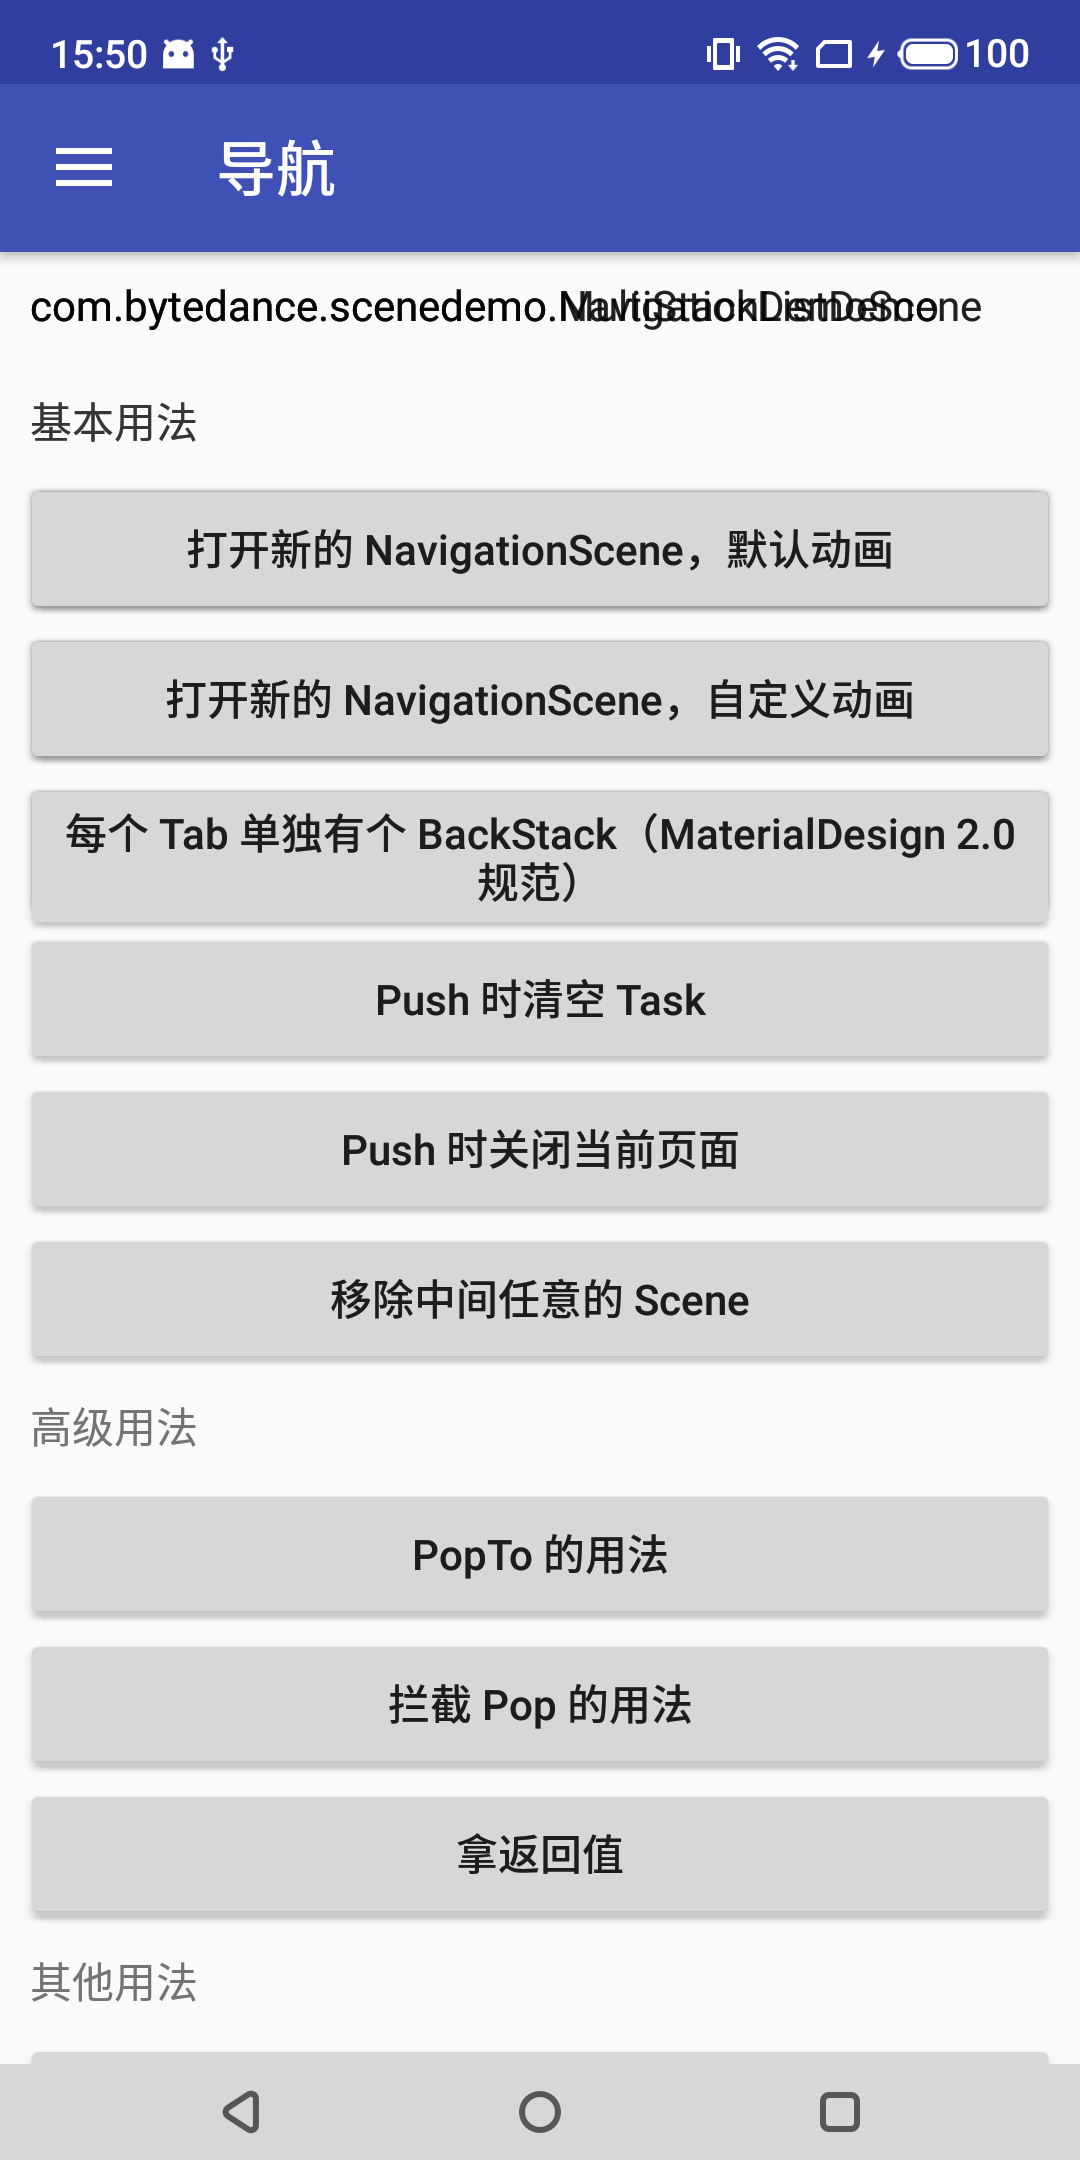 15:50
100
导航
com.bytedance.scenedemo.
基本用法
打开新的 NavigationScene，默认动画
打开新的 NavigationScene，自定义动画
每个 Tab 单独有个 BackStack（MaterialDesign 2.0
规范）
Push 时清空 Task
Push 时关闭当前页面
移除中间任意的 Scene
高级用法
PopTo 的用法
拦截 Pop 的用法
拿返回值
其他用法